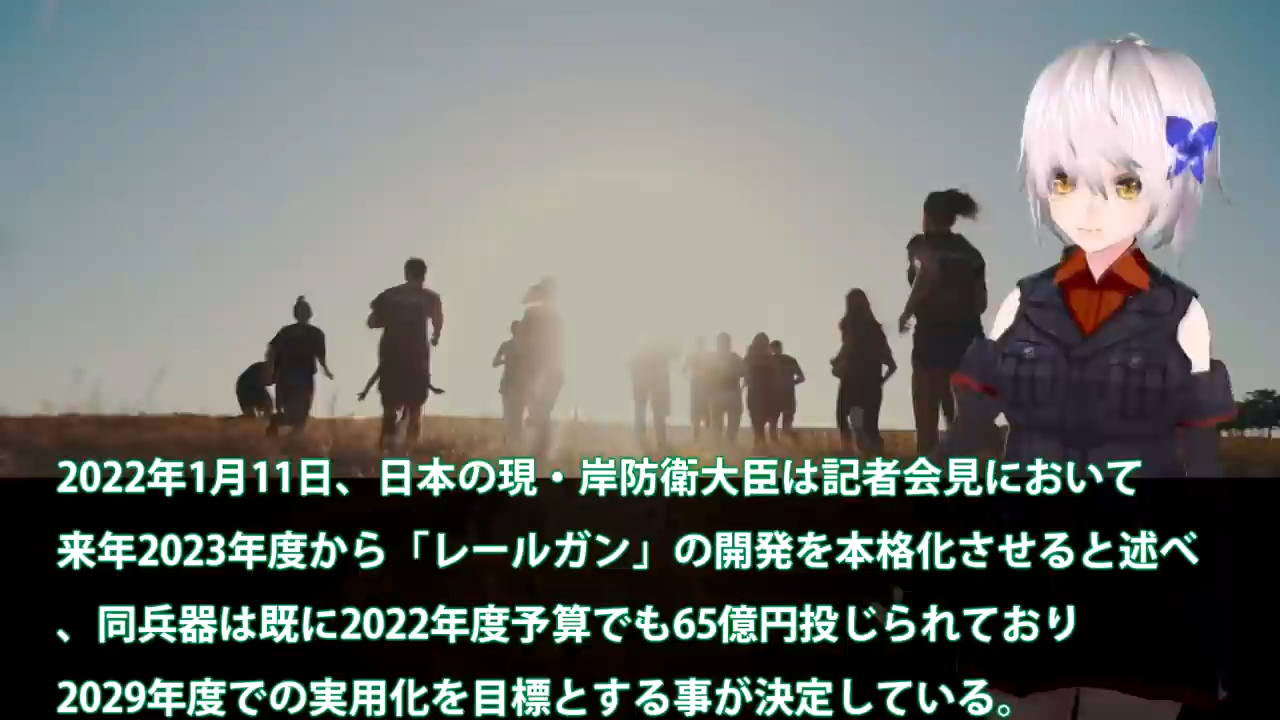 2022年1月11日、日本の現・岸防衛大臣は記者会見において
来年2023年度から「レールガン」の開発を本格化させると述べ
、同兵器は既に2022年度予算でも65億円投じられており
2029年度での実用化を目標とする事が決定している。